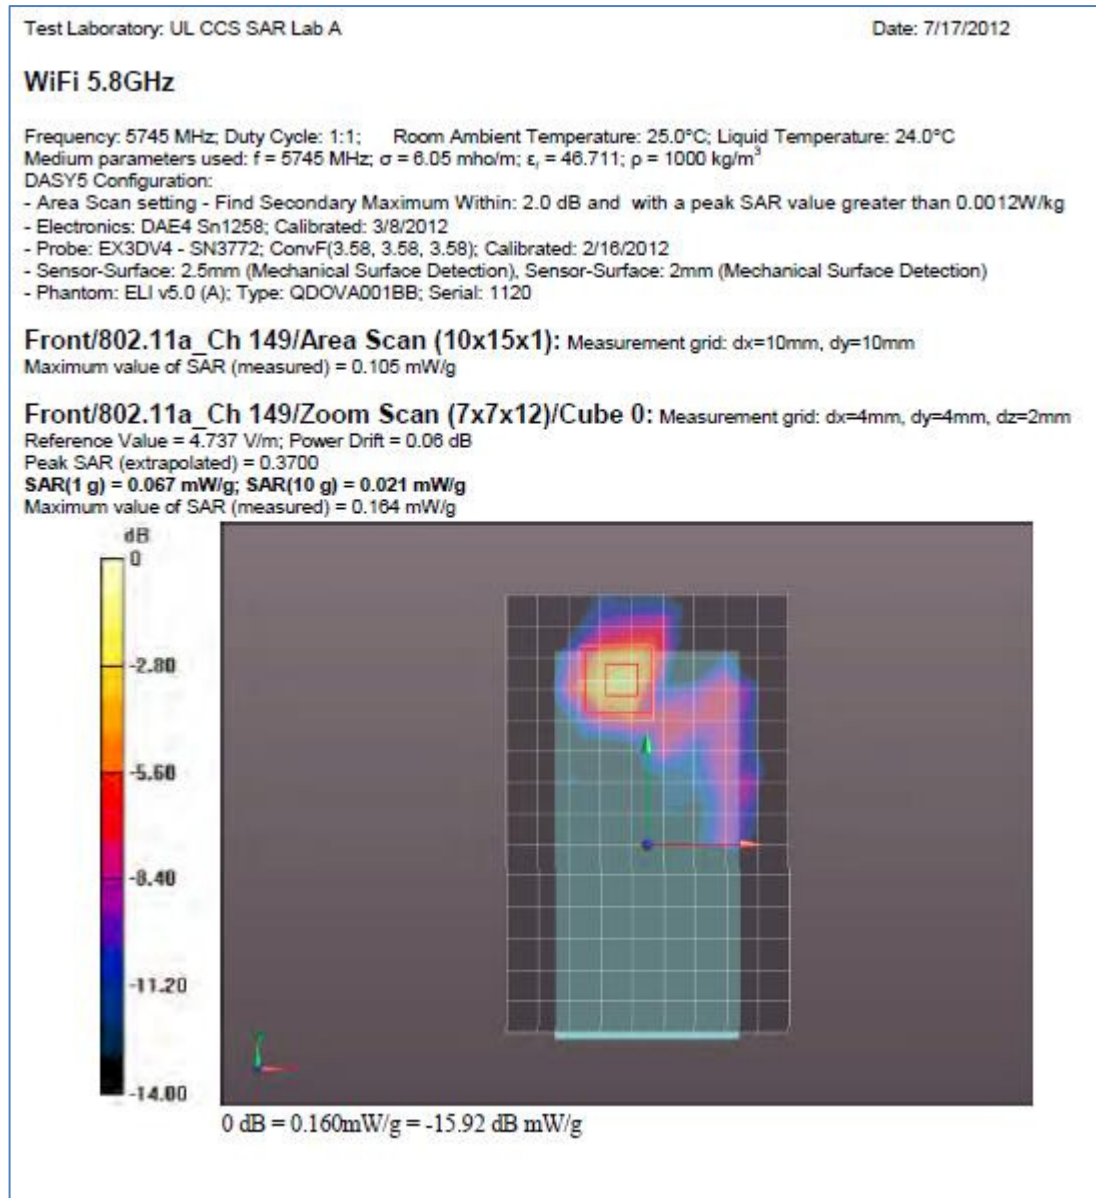 Test Laboratory: UL CCS SAR Lab A Date: 7/17/2012
WiFi 5.8GHz
Frequency: 5745 MHz; Duty Cycle: 1:1; Room Ambient Temperature: 25.0°C; Liquid Temperature: 24.0°C
Medium parameters used: f = 5745 MHz; σ = 6.05 mho/m; εr = 46.711; ρ = 1000 kg/m³
DASY5 Configuration:
- Area Scan setting - Find Secondary Maximum Within: 2.0 dB and with a peak SAR value greater than 0.0012W/kg
- Electronics: DAE4 Sn1258; Calibrated: 3/8/2012
- Probe: EX3DV4 - SN3772; ConvF(3.58, 3.58, 3.58); Calibrated: 2/16/2012
- Sensor-Surface: 2.5mm (Mechanical Surface Detection), Sensor-Surface: 2mm (Mechanical Surface Detection)
- Phantom: ELI v5.0 (A); Type: QDOVA001BB; Serial: 1120
Front/802.11a_Ch 149/Area Scan (10x15x1): Measurement grid: dx=10mm, dy=10mm
Maximum value of SAR (measured) = 0.105 mW/g
Front/802.11a_Ch 149/Zoom Scan (7x7x12)/Cube 0: Measurement grid: dx=4mm, dy=4mm, dz=2mm
Reference Value = 4.737 V/m; Power Drift = 0.06 dB
Peak SAR (extrapolated) = 0.3700
SAR(1 g) = 0.067 mW/g; SAR(10 g) = 0.021 mW/g
Maximum value of SAR (measured) = 0.164 mW/g
dB
0
-2.80
-5.60
-8.40
-11.20
-14.00
0 dB = 0.160mW/g = -15.92 dB mW/g